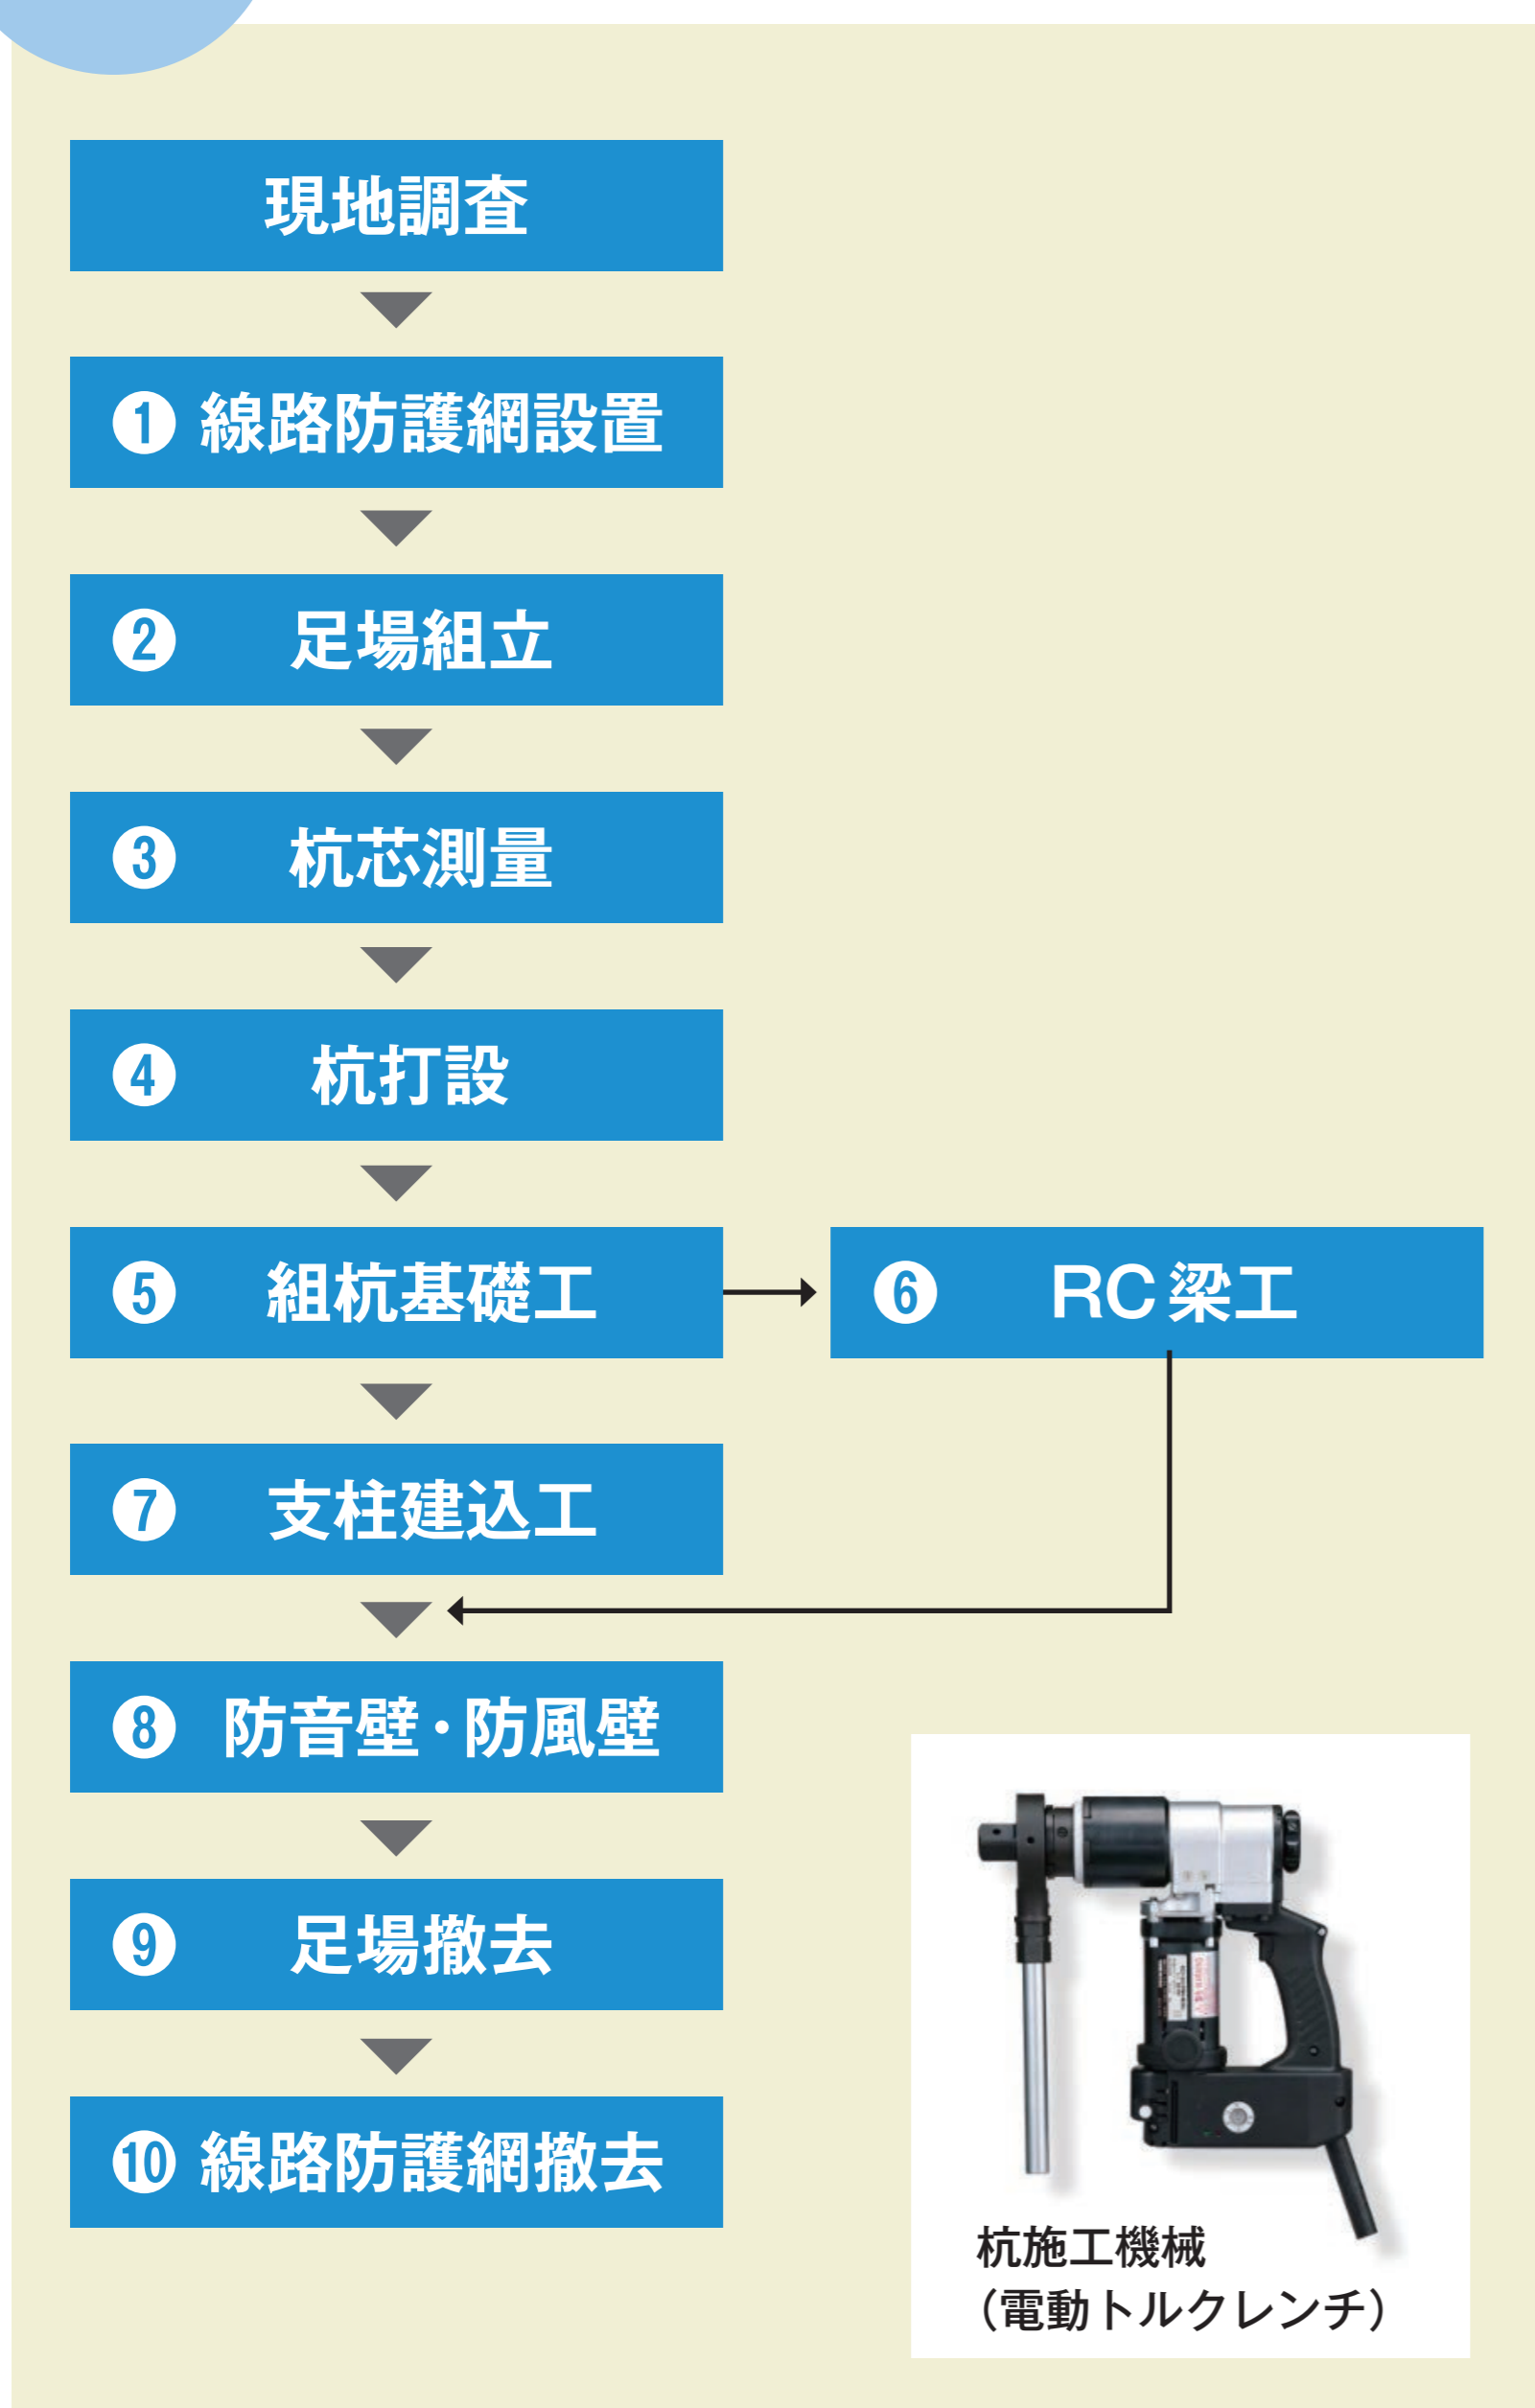 現地調査
❶ 線路防護網設置
❷ 足場組立
❸ 杭芯測量
❹ 杭打設
❺ 組杭基礎工
❻ RC梁工
❼ 支柱建込工
❽ 防音壁・防風壁
❾ 足場撤去
❿ 線路防護網撤去
杭施工機械
（電動トルクレンチ）